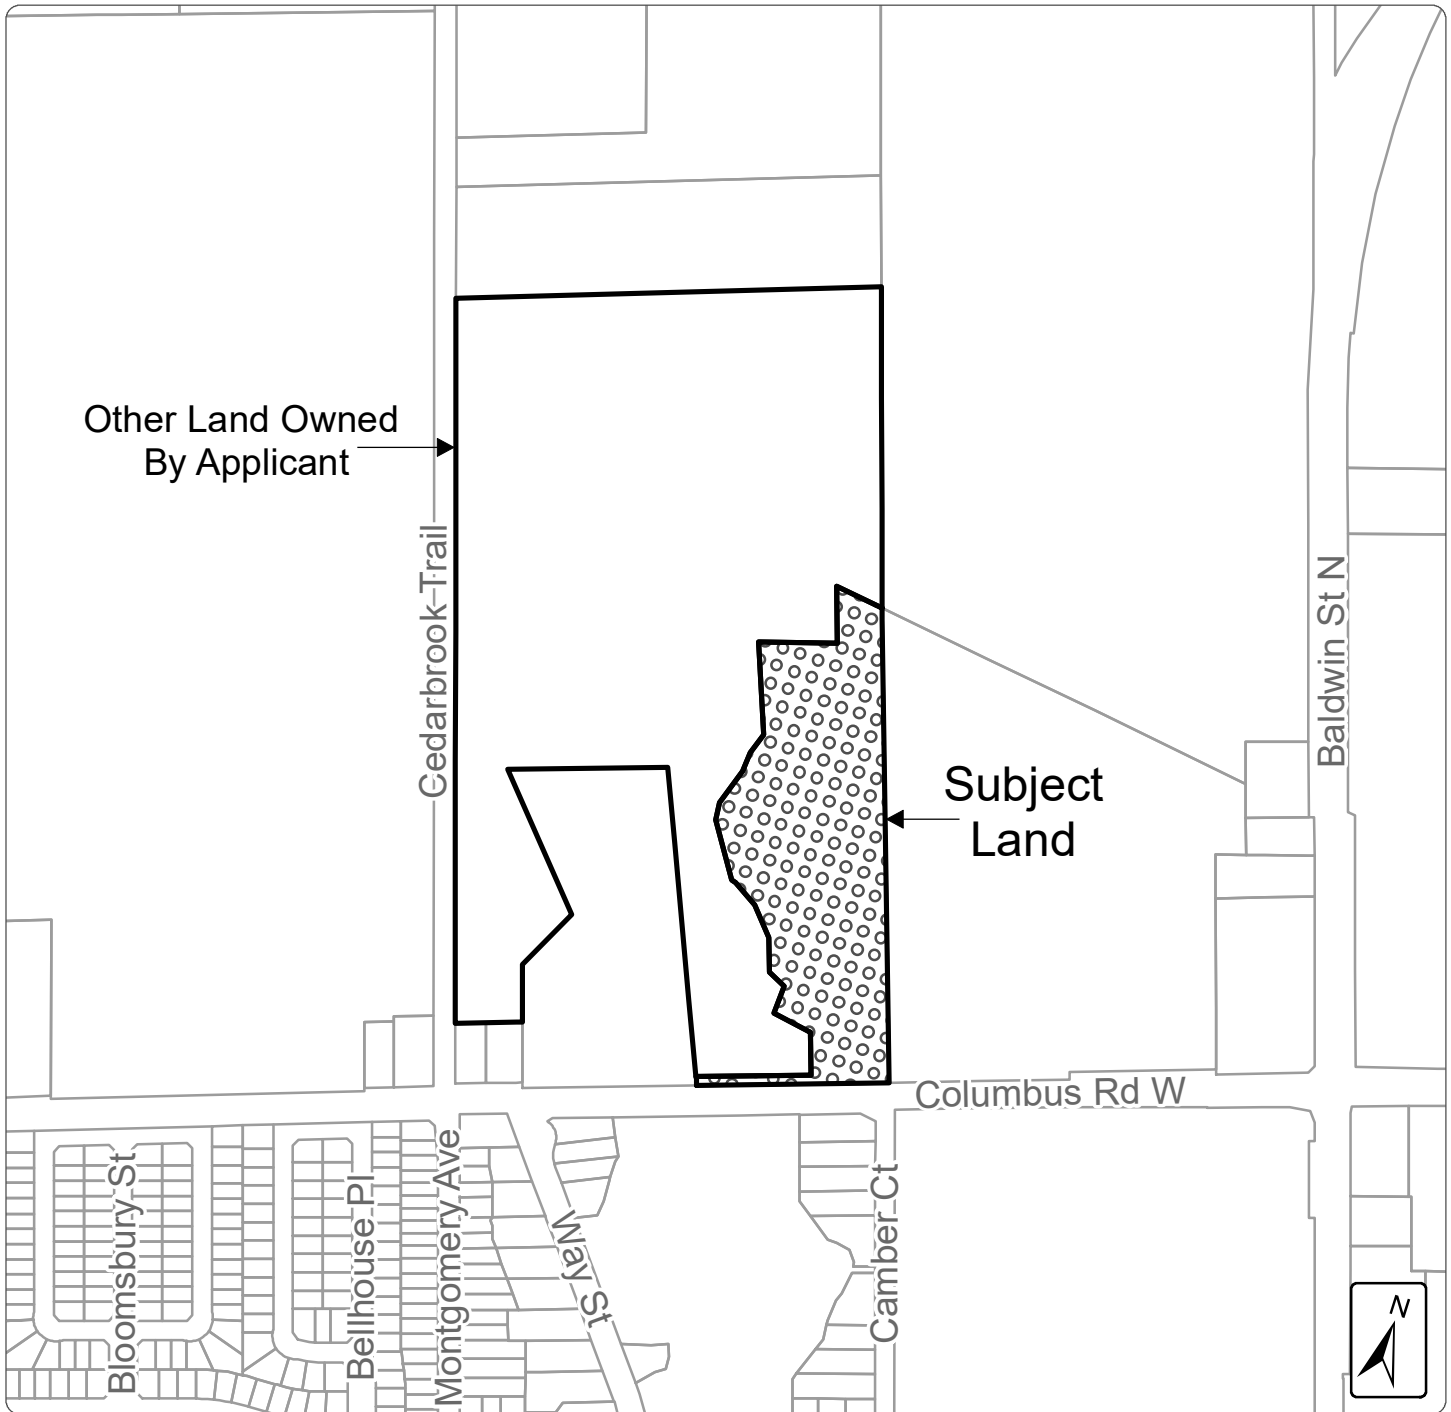 Other Land Owned
By Applicant
Cedarbrook Trail
Baldwin St N
Subject
Land
Columbus Rd W
Bloomsbury St
Bellhouse Pl
Montgomery Ave
Way St
Camber Ct
N